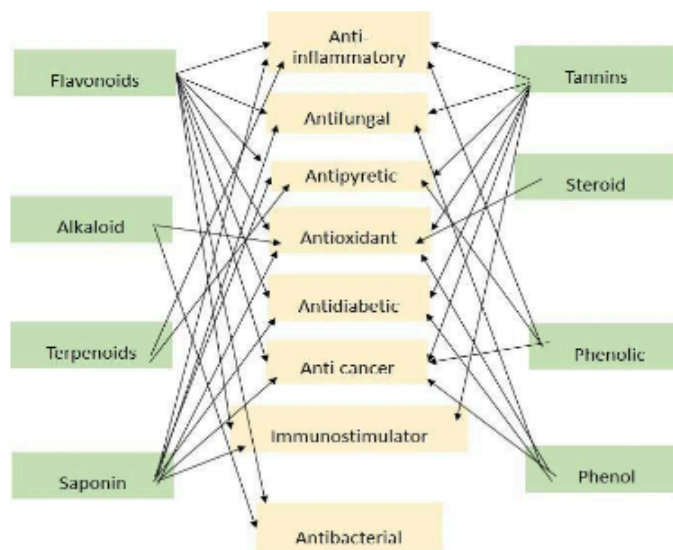 Anti-
inflammatory
Flavonoids
Tannins
Antifungal
Antipyretic
Steroid
Alkaloid
Antioxidant
Antidiabetic
Terpenoids
Phenolic
Anti cancer
Immunostimulator
Saponin
Phenol
Antibacterial